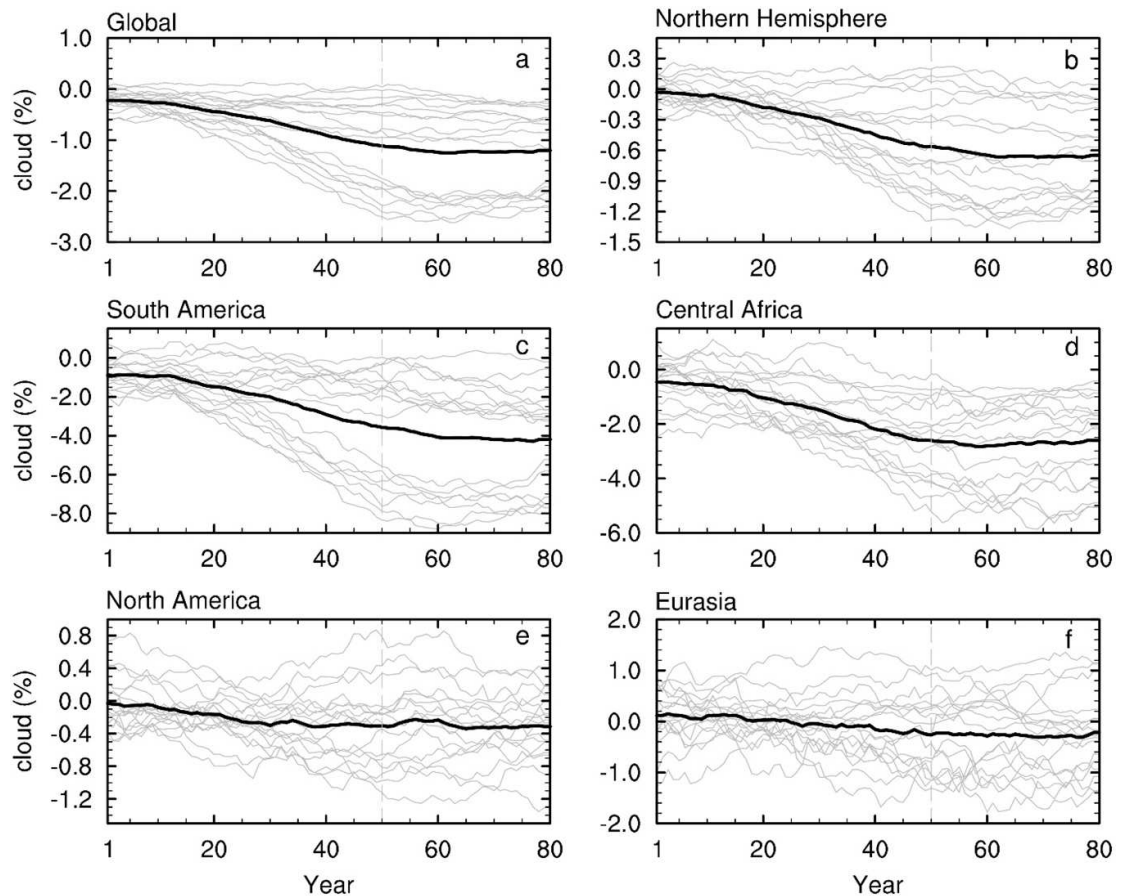 Global
a
cloud (%)
1.0
0.0
-1.0
-2.0
-3.0
1 20 40 60 80
Northern Hemisphere
b
0.3
0.0
-0.3
-0.6
-0.9
-1.2
-1.5
1 20 40 60 80
South America
c
cloud (%)
0.0
-2.0
-4.0
-6.0
-8.0
1 20 40 60 80
Central Africa
d
0.0
-2.0
-4.0
-6.0
1 20 40 60 80
North America
e
cloud (%)
0.8
0.4
0.0
-0.4
-0.8
-1.2
1 20 40 60 80
Year
Eurasia
f
2.0
1.0
0.0
-1.0
-2.0
1 20 40 60 80
Year